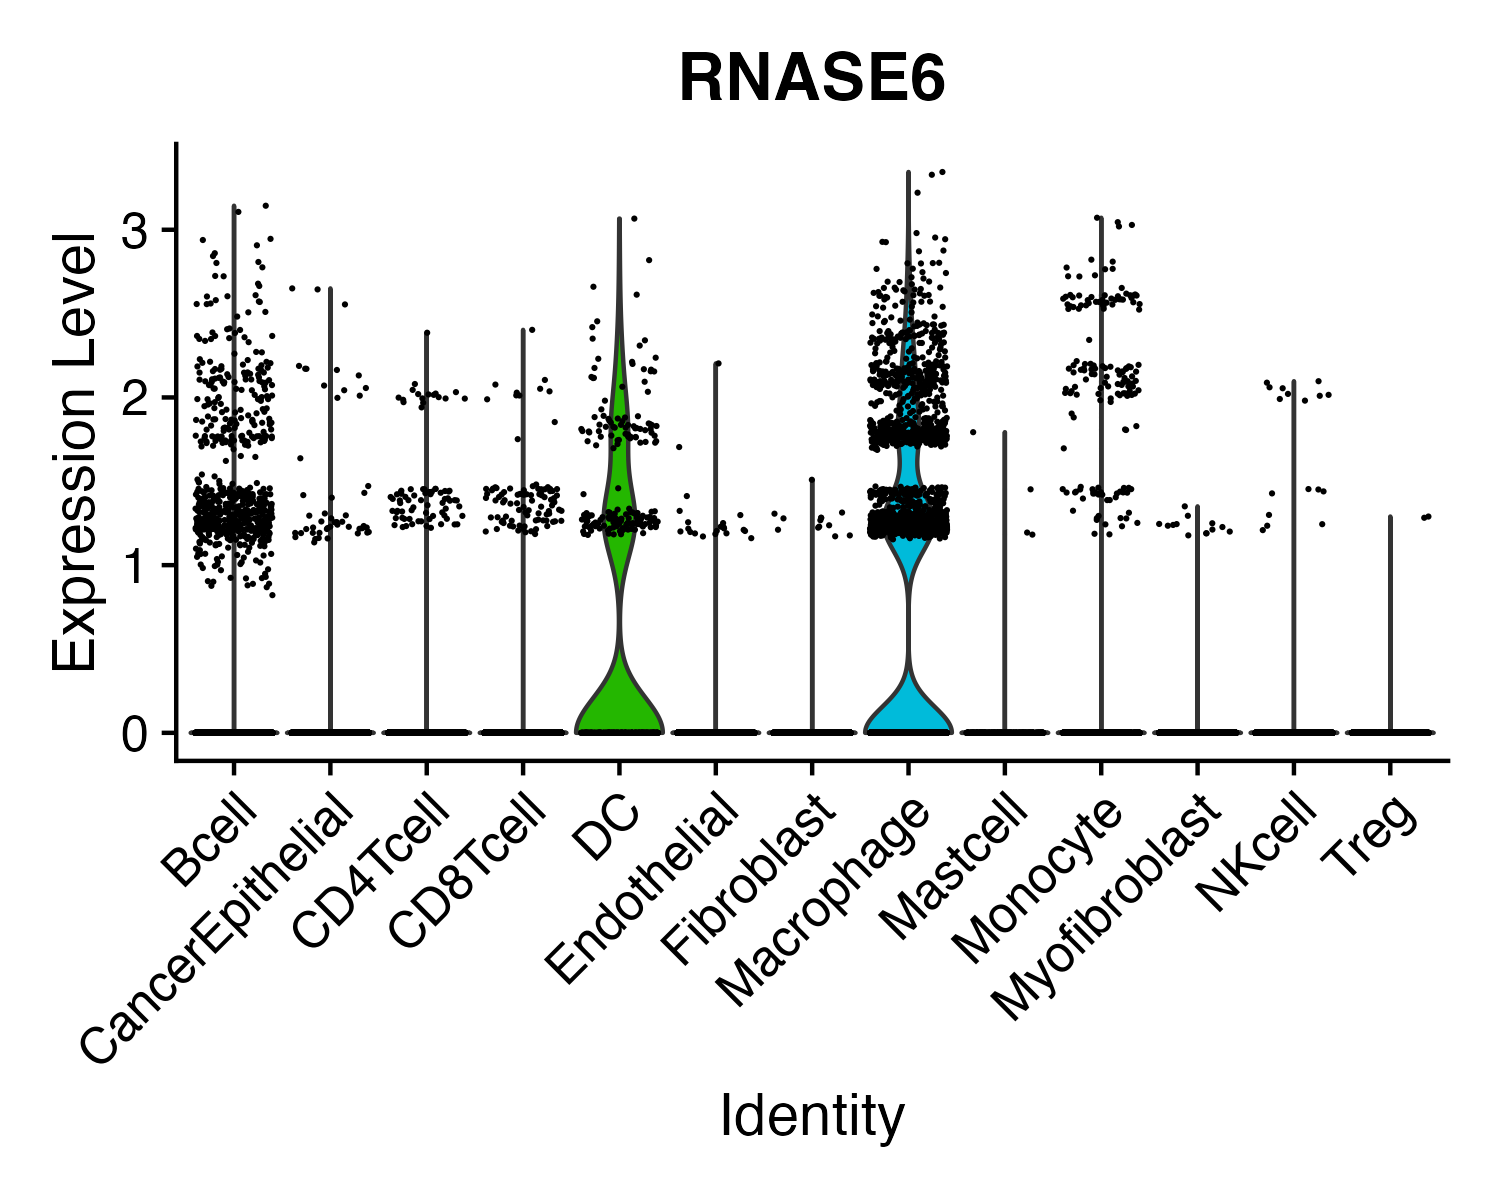 RNASE6
Expression Level
3
2
1
0
Bcell
CancerEpithelial
CD4Tcell
CD8Tcell
DC
Endothelial
Fibroblast
Macrophage
Mastcell
Monocyte
Myofibroblast
NKcell
Treg
Identity